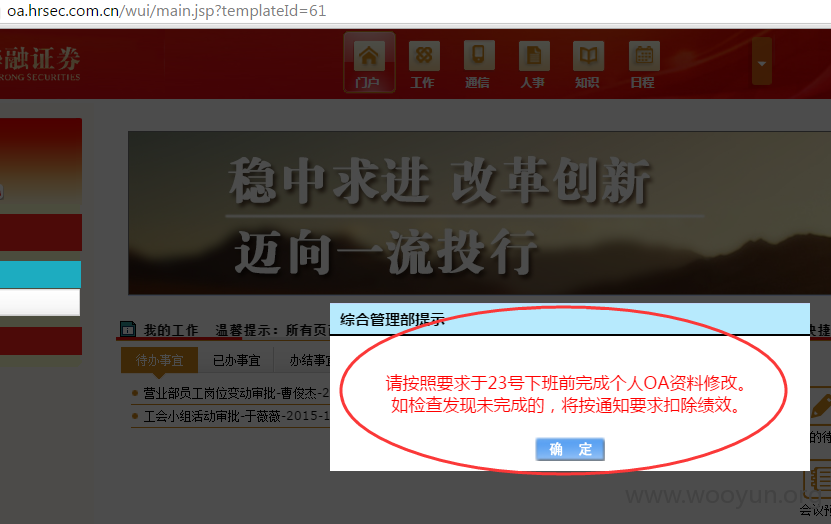 oa.hrsec.com.cn/wui/main.jsp?templateId=61
融证券
RONG SECURITIES
门户 工作 通信 人事 知识 日程
稳中求进 改革创新
迈向一流投行
我的工作 温馨提示：所有页
快捷
待办事宜 已办事宜 办结事
营业部员工岗位变动审批-曹俊杰-2
工会小组活动审批-于薇薇-2015-1
综合管理部提示
请按照要求于23号下班前完成个人OA资料修改。
如检查发现未完成的，将按通知要求扣除绩效。
确 定
的待
www.wooyun.org
会议预